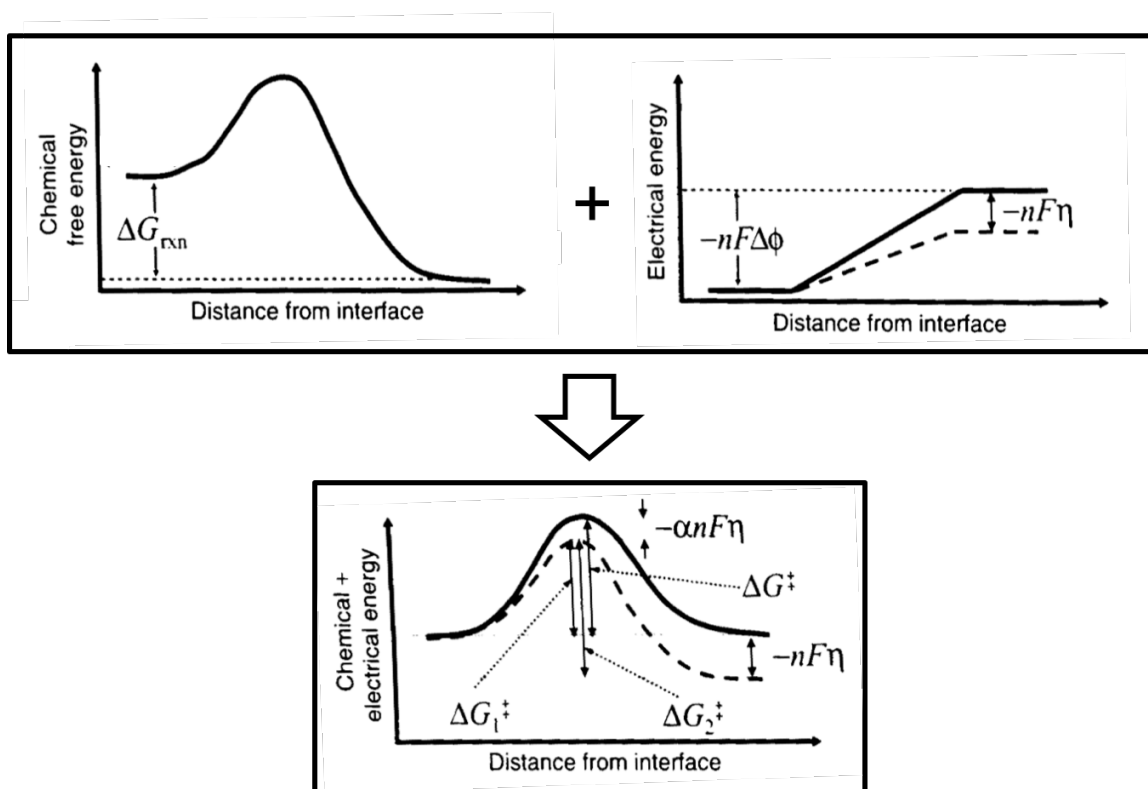 Chemical
free energy
ΔG_rxn
Distance from interface
+
Electrical energy
−nFΔϕ
−nFη
Distance from interface
Chemical +
electrical energy
−αnFη
ΔG‡
−nFη
ΔG₁‡
ΔG₂‡
Distance from interface